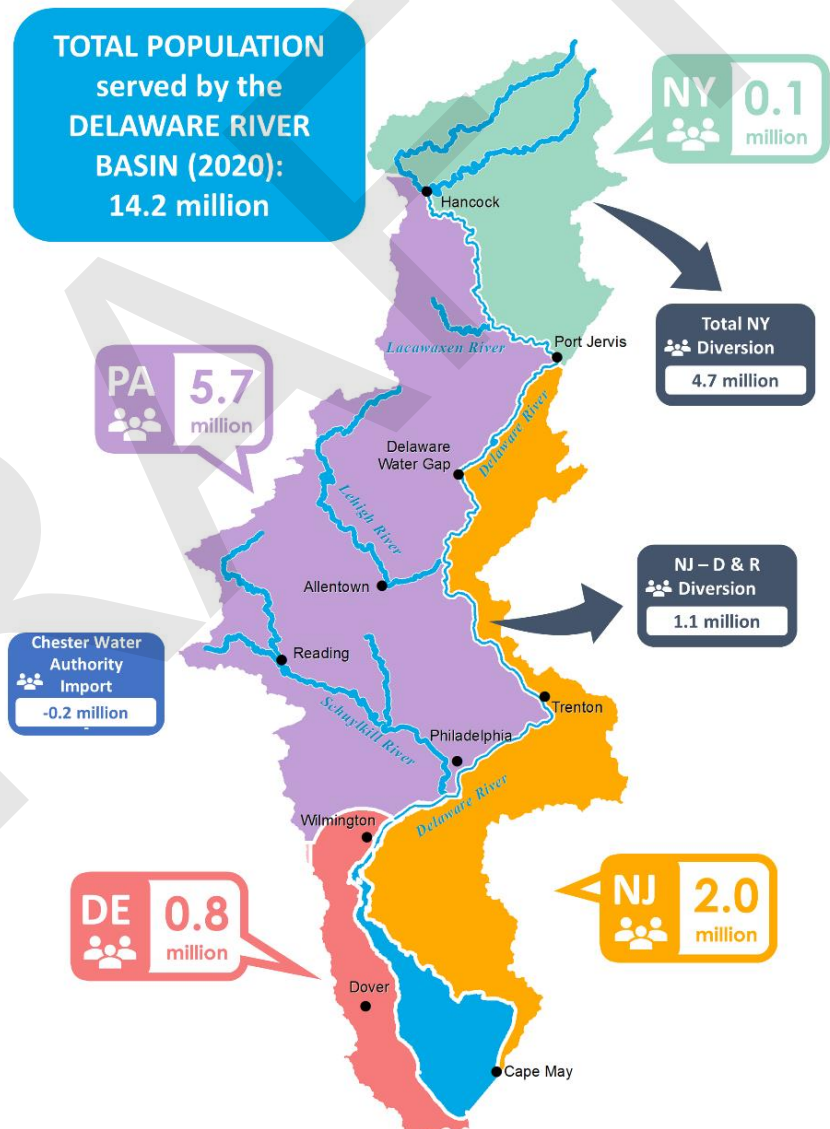 TOTAL POPULATION
served by the
DELAWARE RIVER
BASIN (2020):
14.2 million
NY
0.1
million
Hancock
Total NY
Diversion
4.7 million
Port Jervis
Lacawaxen River
PA
5.7
million
Delaware
Water Gap
Delaware River
Lehigh River
Allentown
NJ – D & R
Diversion
1.1 million
Chester Water
Authority
Import
-0.2 million
Reading
Trenton
Schuylkill River
Philadelphia
Delaware River
Wilmington
DE
0.8
million
NJ
2.0
million
Dover
Cape May